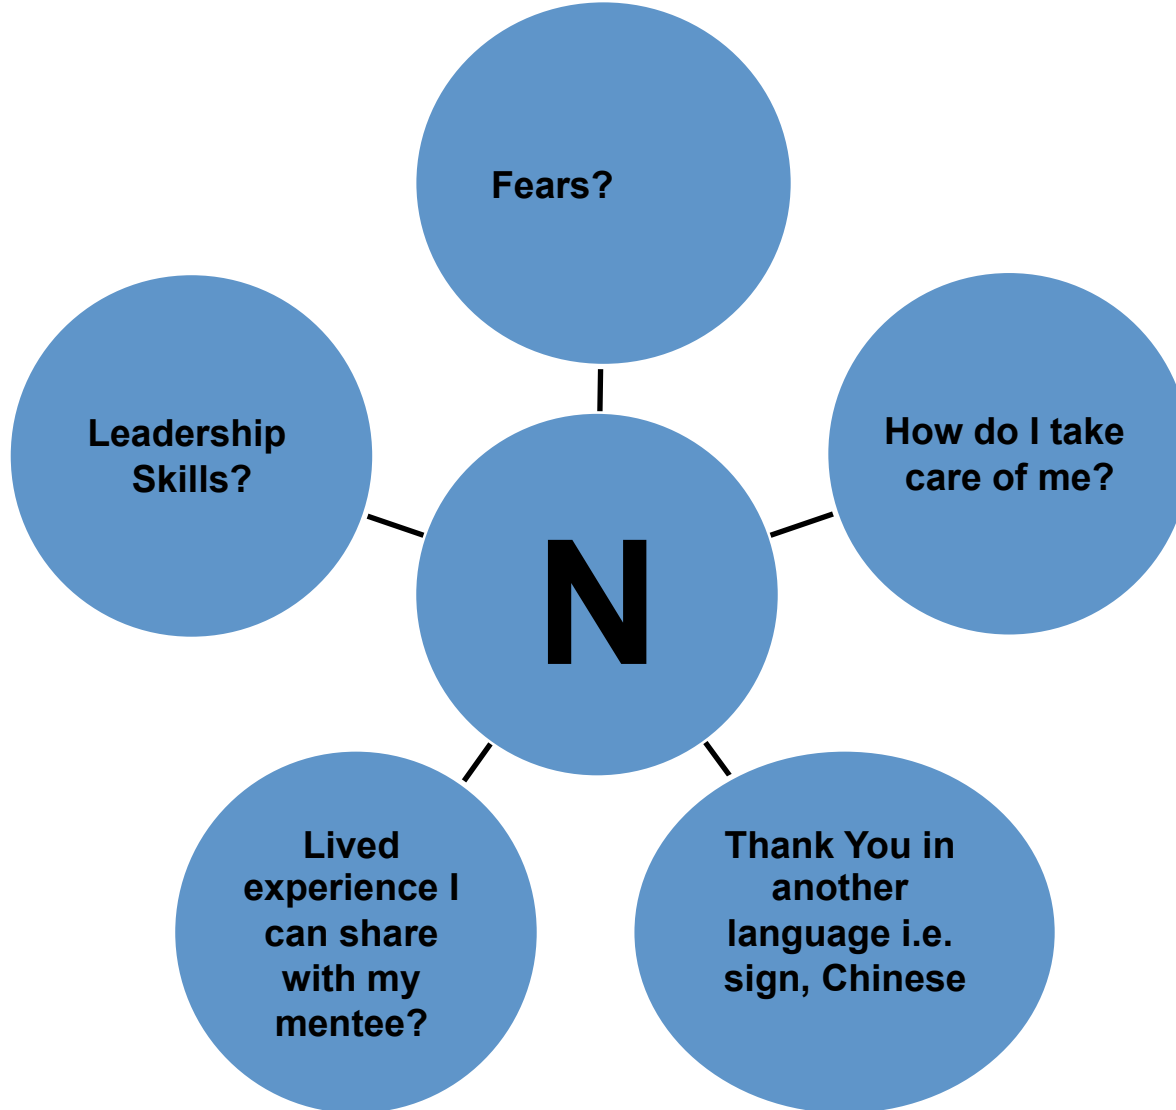 Fears?
Leadership
Skills?
How do I take
care of me?
N
Lived
experience I
can share
with my
mentee?
Thank You in
another
language i.e.
sign, Chinese